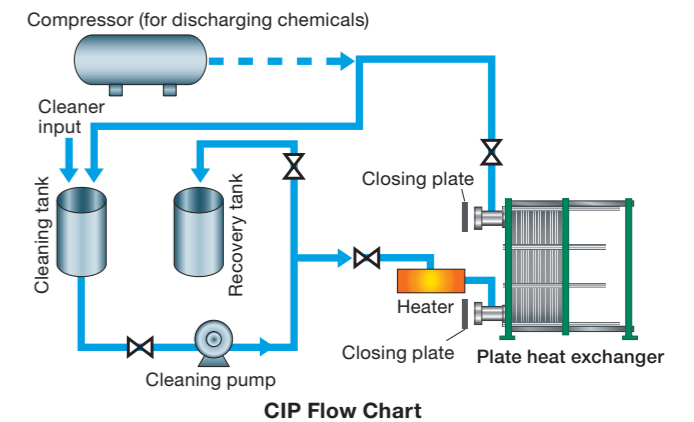 Compressor (for discharging chemicals)
Cleaner
input
Closing plate
Cleaning tank
Recovery tank
Heater
Closing plate
Plate heat exchanger
Cleaning pump
CIP Flow Chart